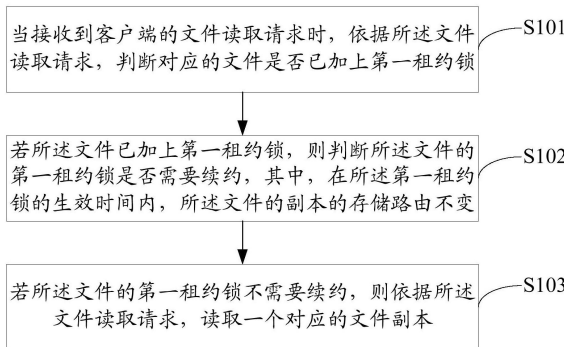 当接收到客户端的文件读取请求时，依据所述文件
读取请求，判断对应的文件是否已加上第一租约锁
S101
若所述文件已加上第一租约锁，则判断所述文件的
第一租约锁是否需要续约，其中，在所述第一租约
锁的生效时间内，所述文件的副本的存储路由不变
S102
若所述文件的第一租约锁不需要续约，则依据所述
文件读取请求，读取一个对应的文件副本
S103